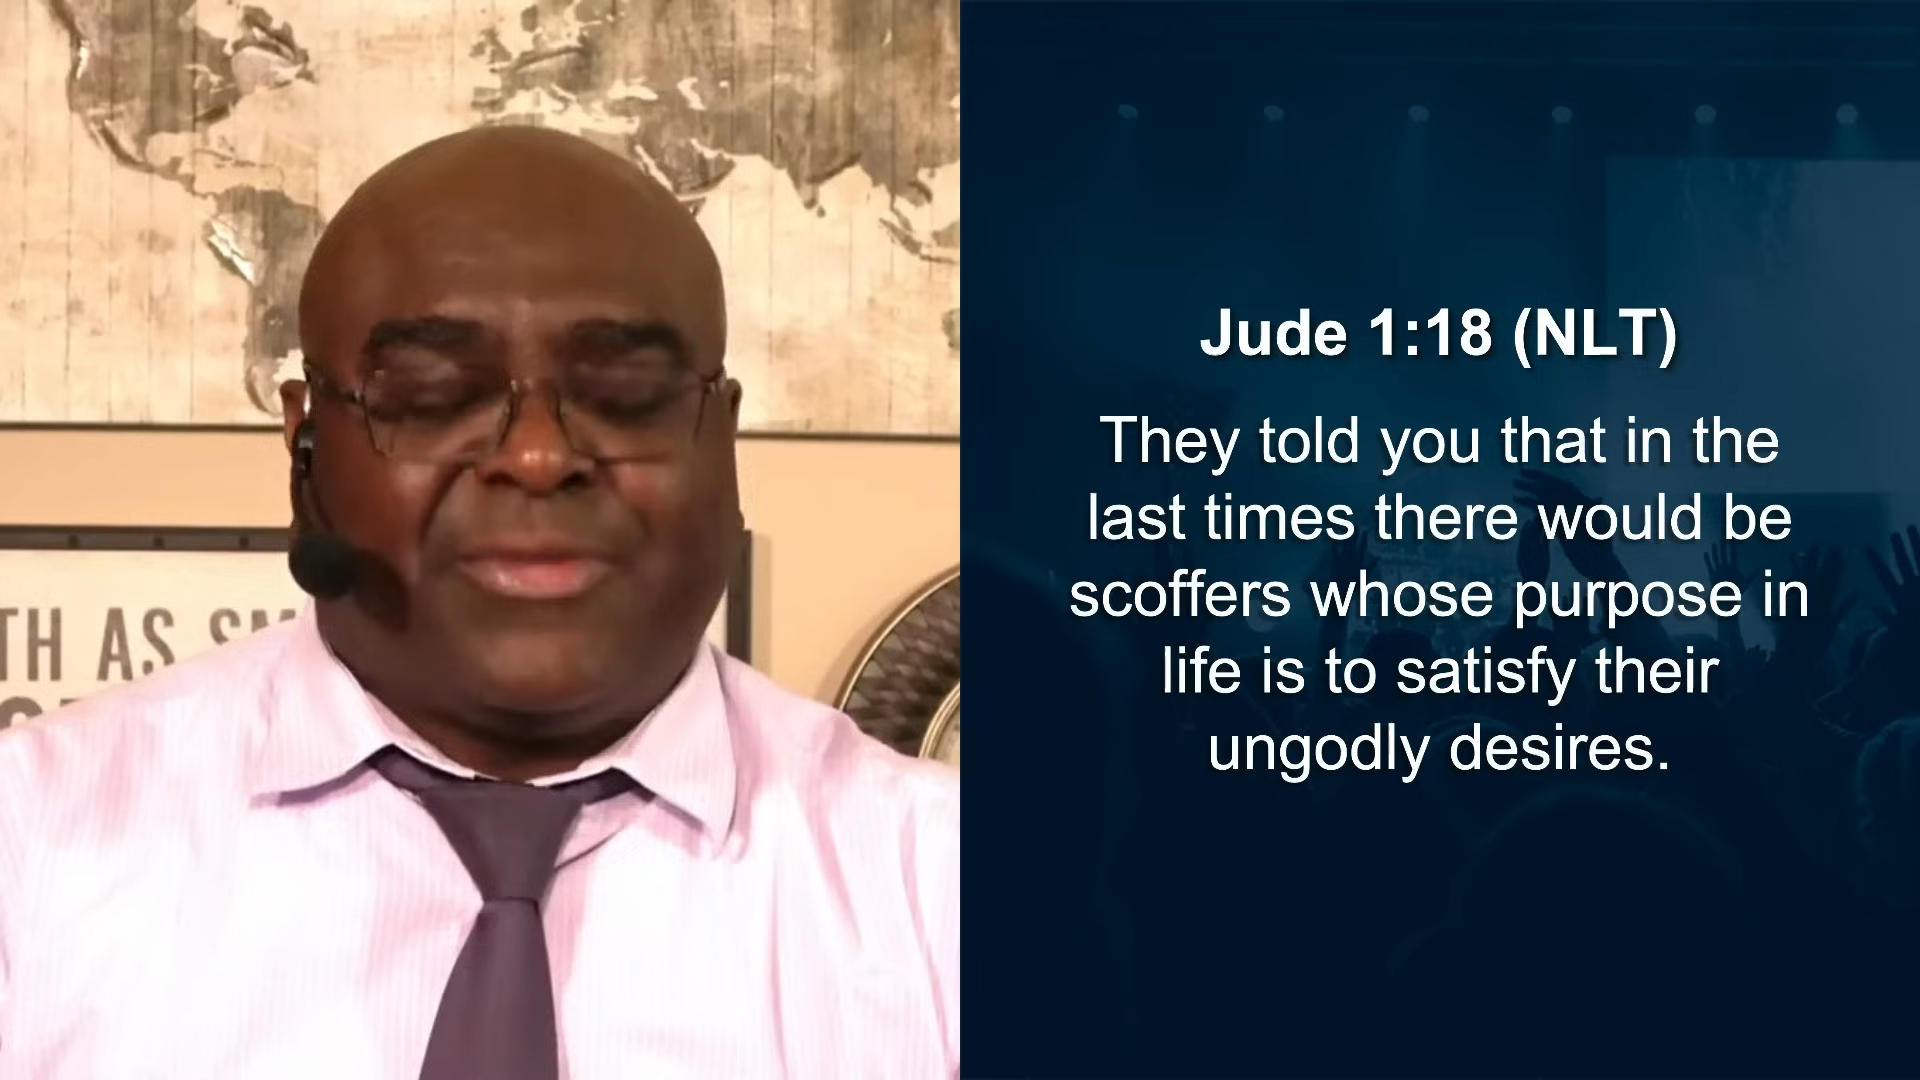 TH AS SM
Jude 1:18 (NLT)
They told you that in the
last times there would be
scoffers whose purpose in
life is to satisfy their
ungodly desires.